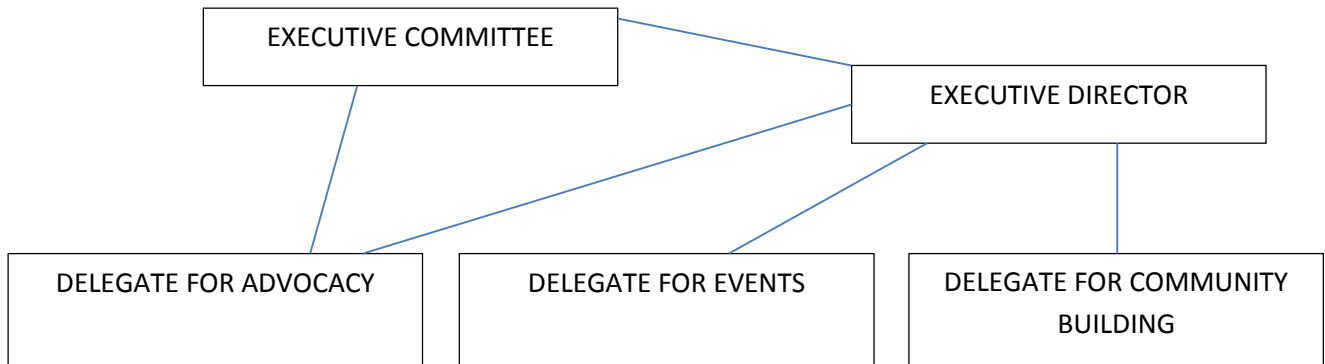 EXECUTIVE COMMITTEE
EXECUTIVE DIRECTOR
DELEGATE FOR ADVOCACY
DELEGATE FOR EVENTS
DELEGATE FOR COMMUNITY
BUILDING